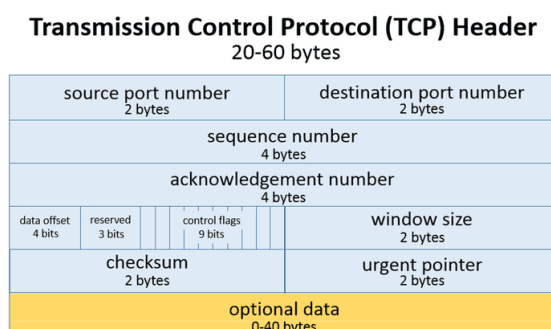 Transmission Control Protocol (TCP) Header
20-60 bytes
source port number
2 bytes
destination port number
2 bytes
sequence number
4 bytes
acknowledgement number
4 bytes
data offset
4 bits
reserved
3 bits
control flags
9 bits
window size
2 bytes
checksum
2 bytes
urgent pointer
2 bytes
optional data
0-40 bytes